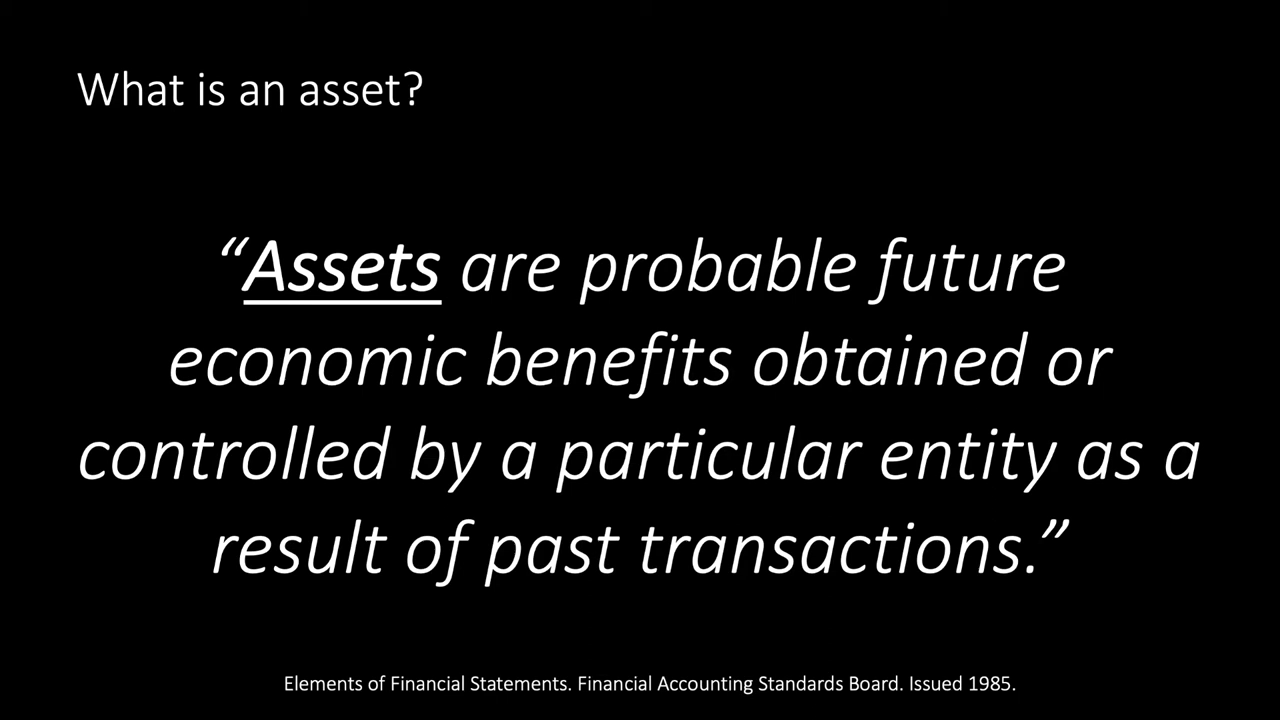 What is an asset?
“Assets are probable future
economic benefits obtained or
controlled by a particular entity as a
result of past transactions.”
Elements of Financial Statements. Financial Accounting Standards Board. Issued 1985.